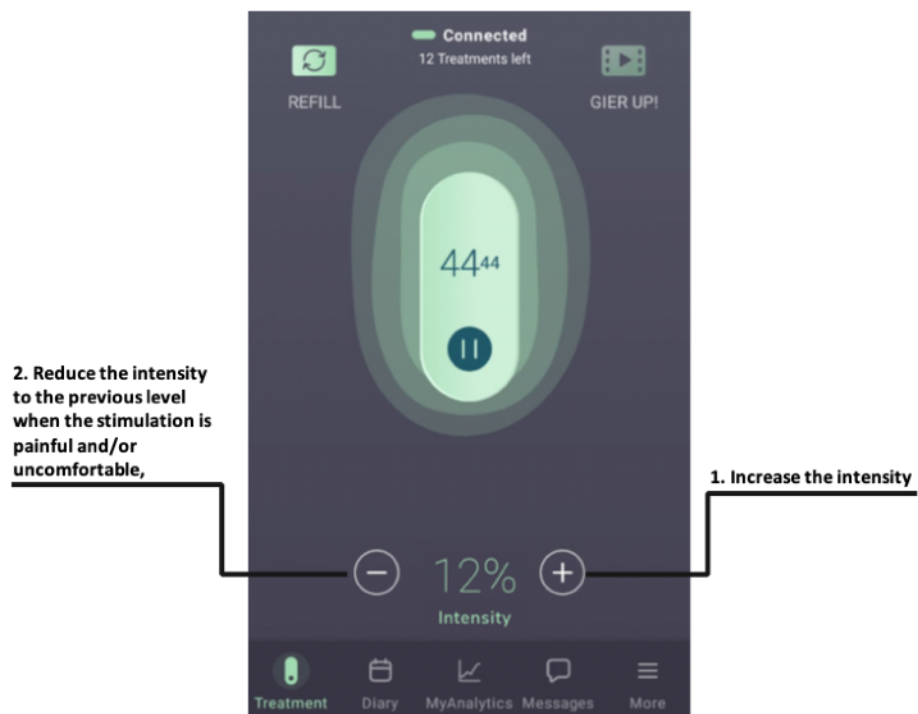 Connected
12 Treatments left
REFILL
GIER UP!
44⁴⁴
2. Reduce the intensity
to the previous level
when the stimulation is
painful and/or
uncomfortable,
1. Increase the intensity
12%
Intensity
Treatment
Diary
MyAnalytics
Messages
More